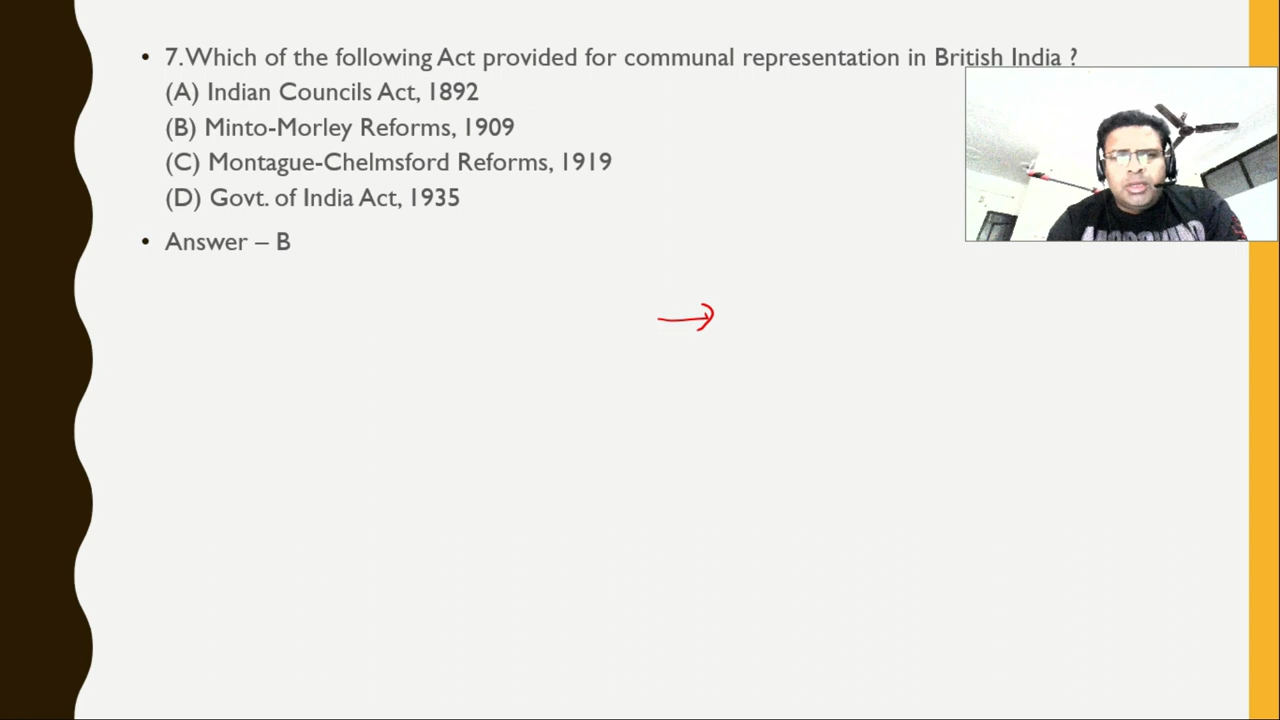 • 7. Which of the following Act provided for communal representation in British India ?
(A) Indian Councils Act, 1892
(B) Minto-Morley Reforms, 1909
(C) Montague-Chelmsford Reforms, 1919
(D) Govt. of India Act, 1935
• Answer – B